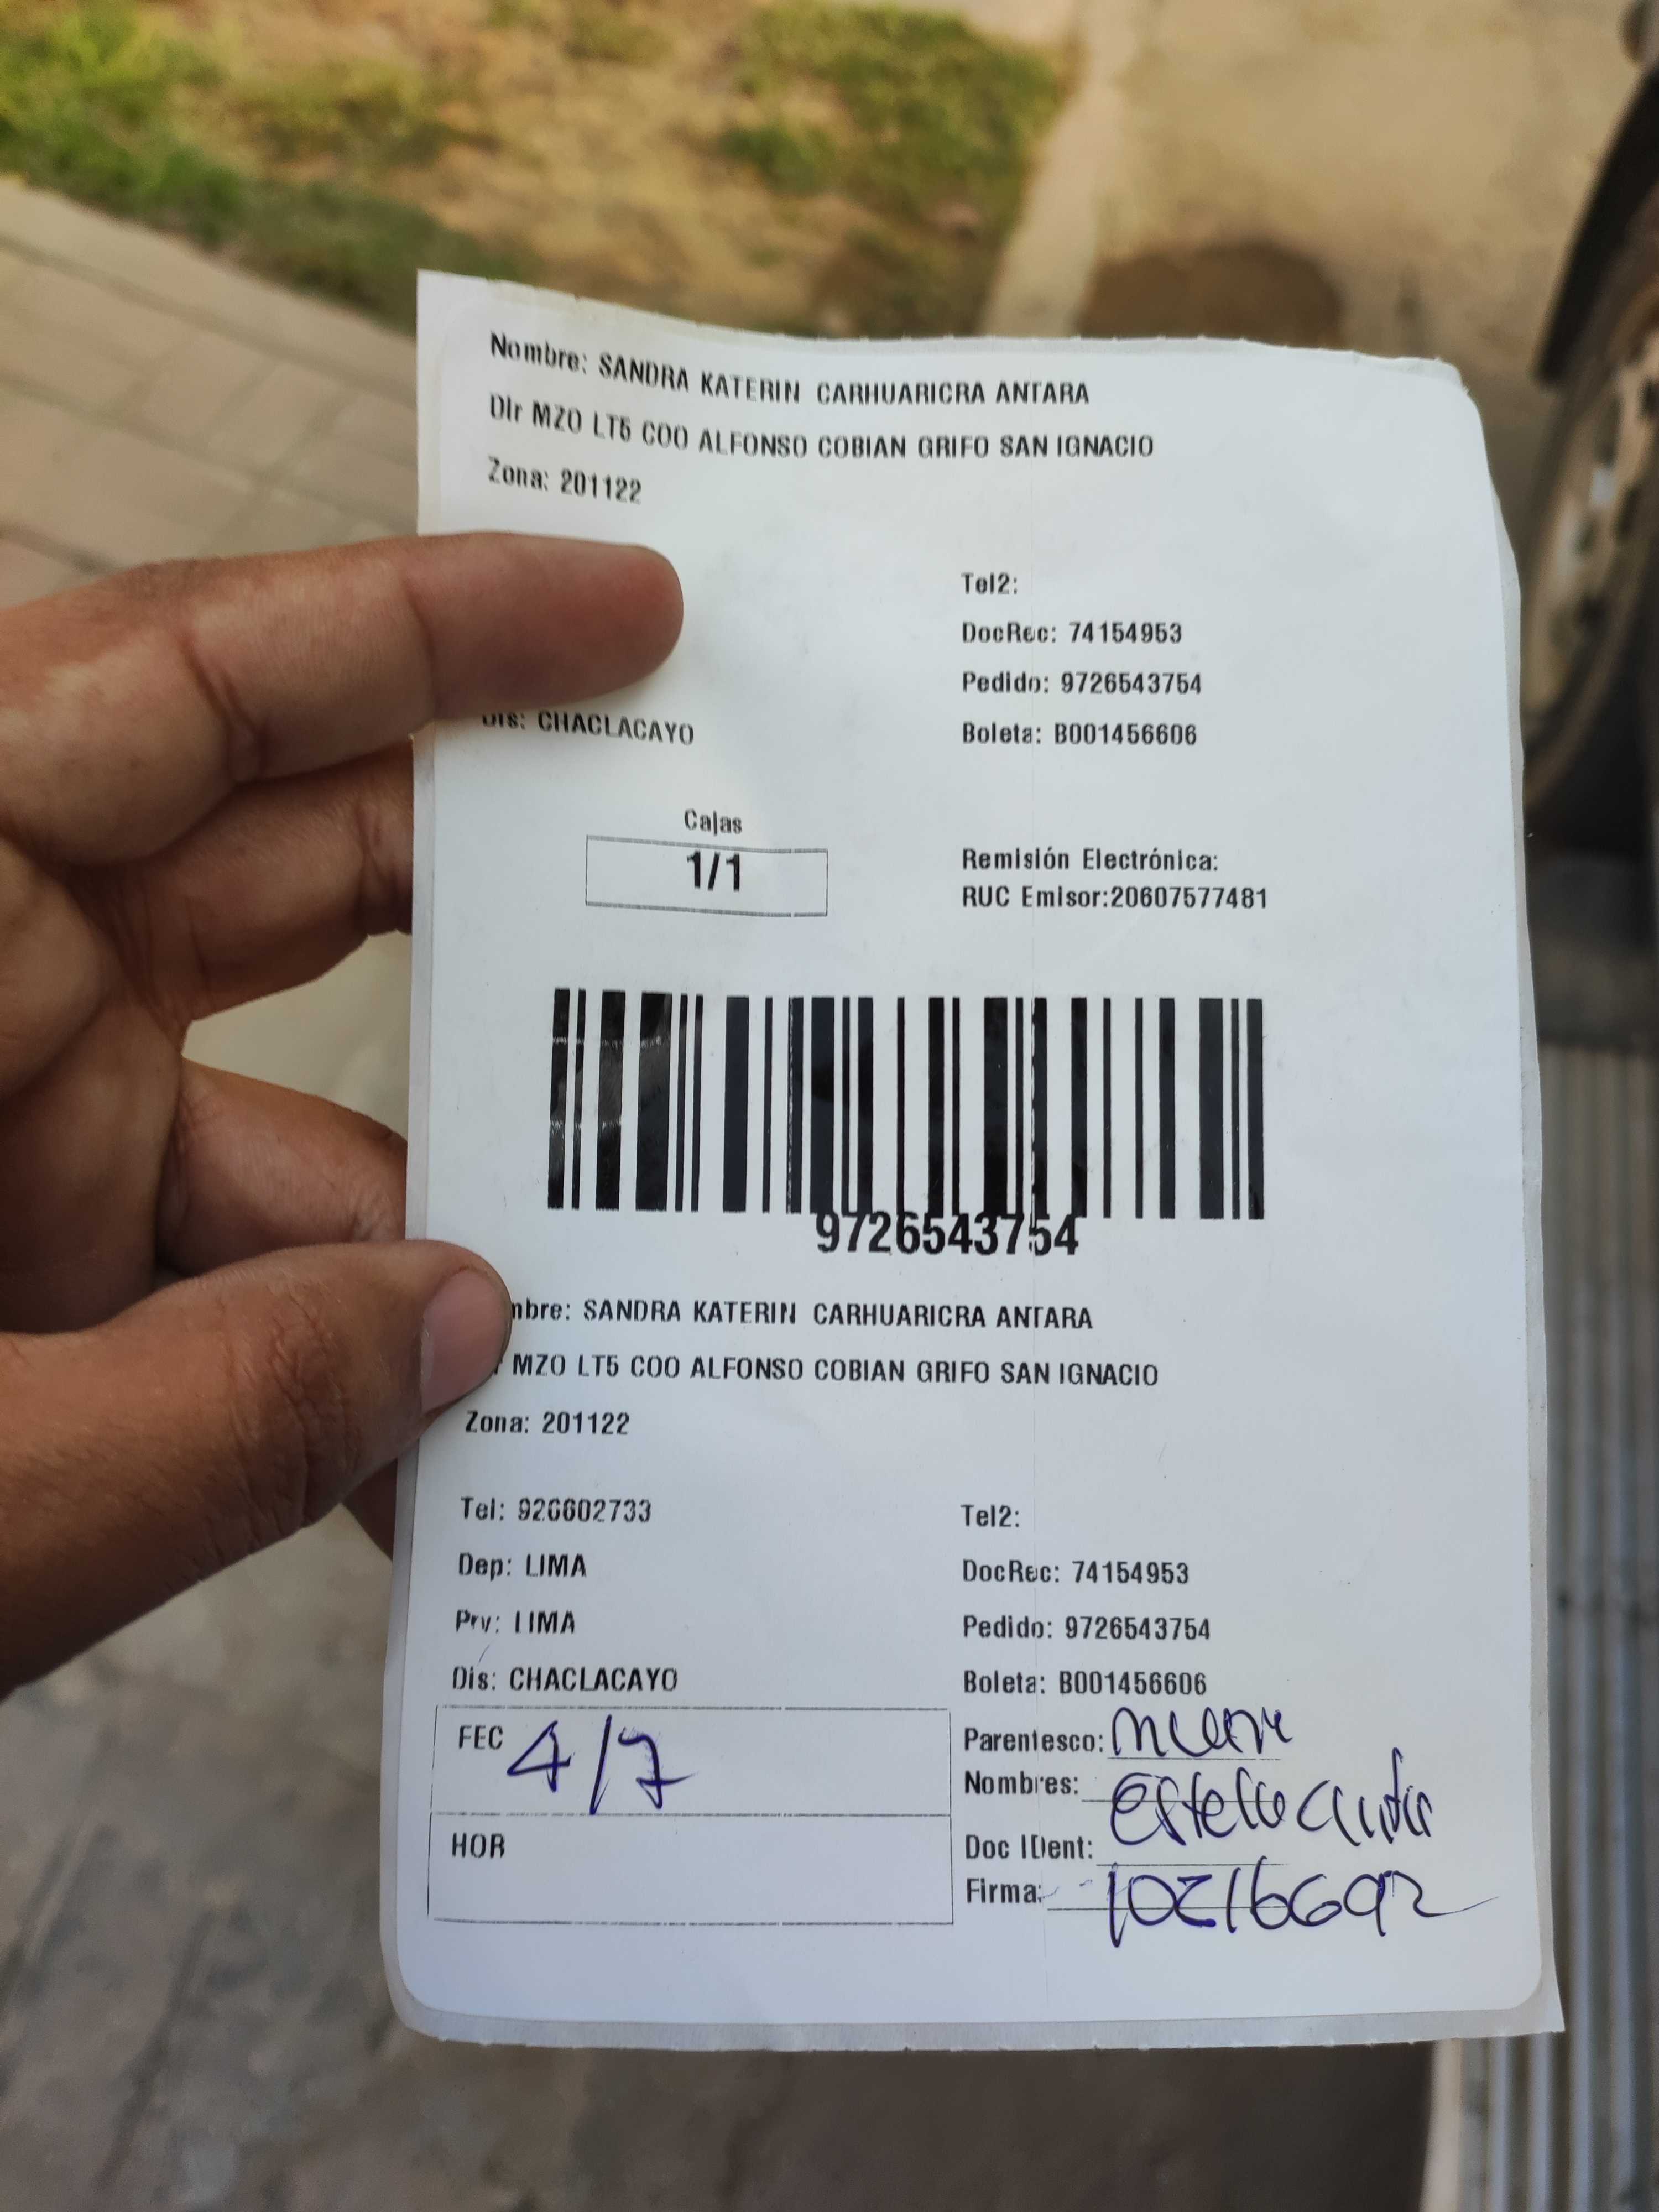 Nombre: SANDRA KATERIN CARHUARICRA ANTARA
Dir MZO LT5 COO ALFONSO COBIAN GRIFO SAN IGNACIO
Zona: 201122
Tel2:
DocRec: 74154953
Pedido: 9726543754
Dis: CHACLACAYO
Boleta: B001456606
Cajas
1/1
Remisión Electrónica:
RUC Emisor:20607577481
9726543754
mbre: SANDRA KATERIN CARHUARICRA ANTARA
MZO LT5 COO ALFONSO COBIAN GRIFO SAN IGNACIO
Zona: 201122
Tel: 926602733
Tel2:
Dep: LIMA
DocRec: 74154953
Prv: LIMA
Pedido: 9726543754
Dis: CHACLACAYO
Boleta: B001456606
FEC 4/7
Parentesco:
Nombres:
HOR
Doc IDent:
Firma: 10216692